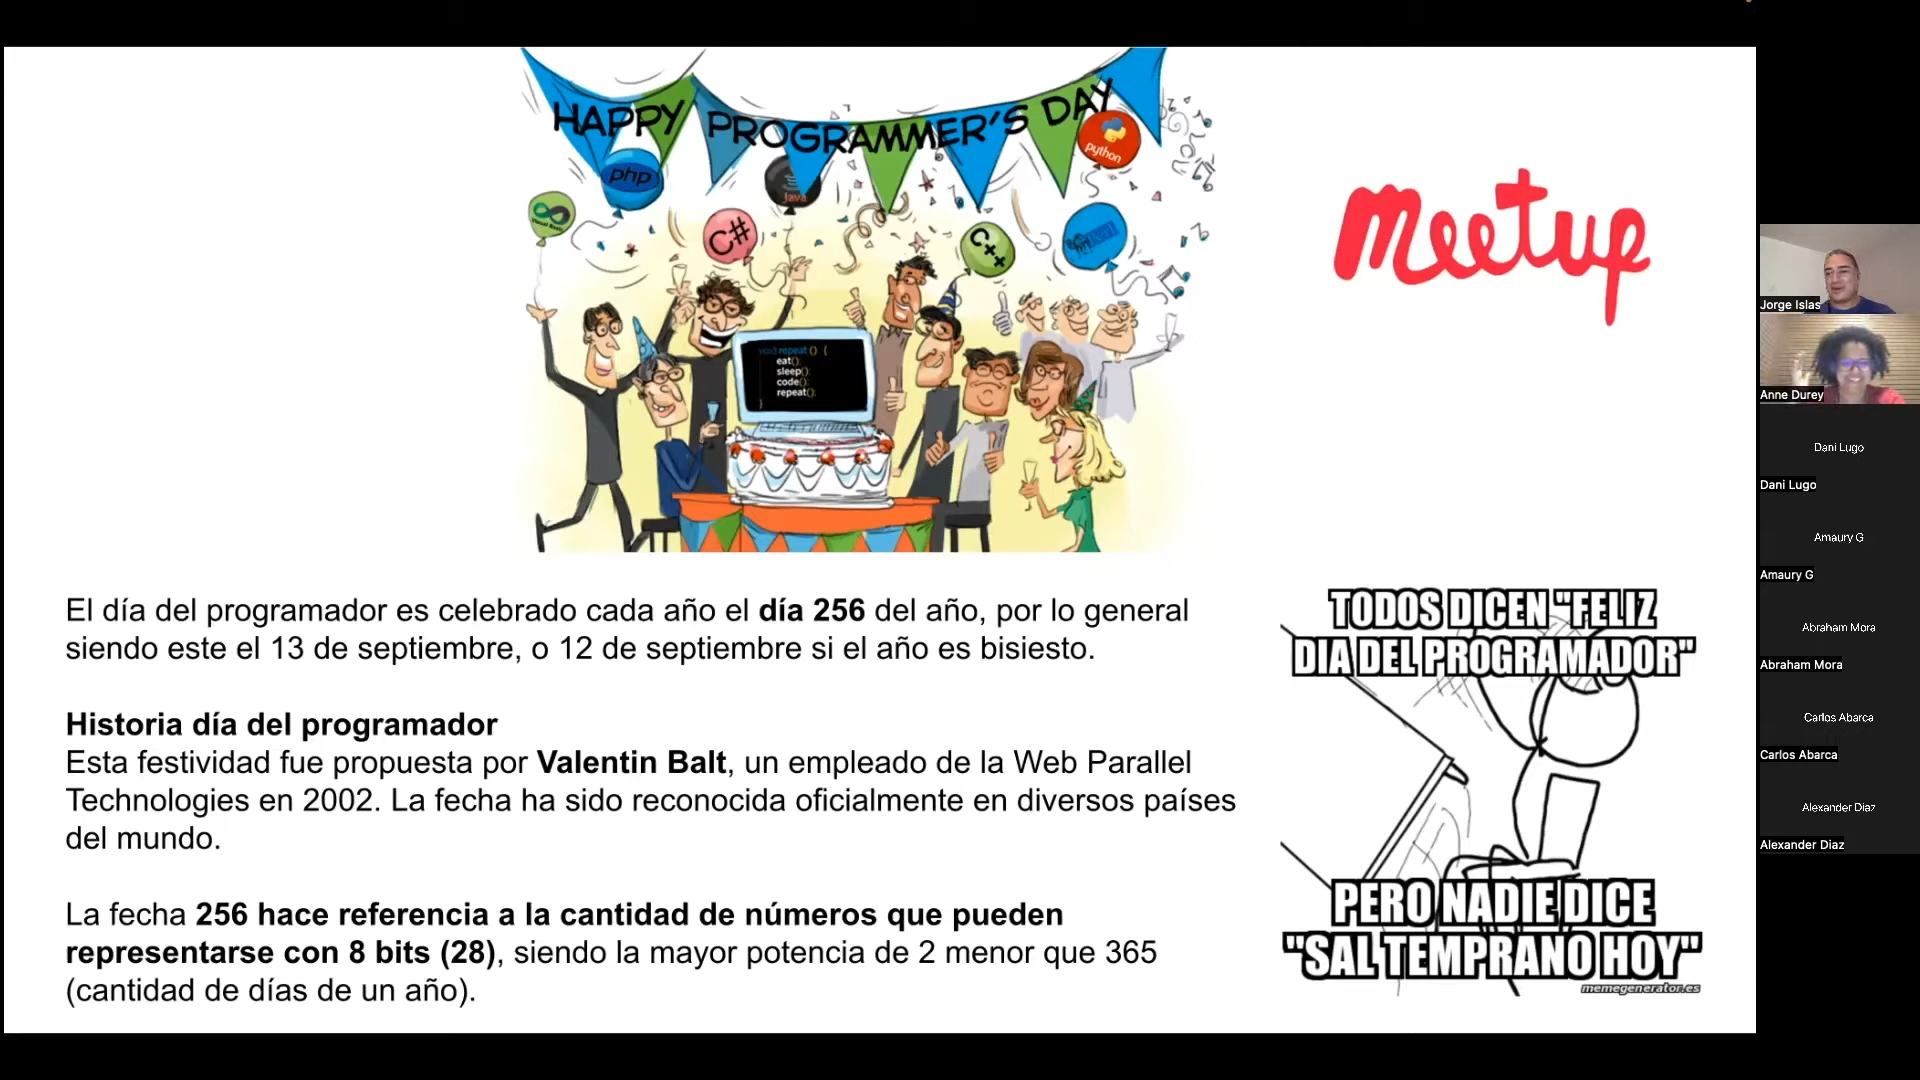 HAPPY PROGRAMMER'S DAY
php
Java
python
Visual Basic
C#
C++
void repeat () {
eat();
sleep();
code();
repeat();
}
meetup
El día del programador es celebrado cada año el día 256 del año, por lo general
siendo este el 13 de septiembre, o 12 de septiembre si el año es bisiesto.
Historia día del programador
Esta festividad fue propuesta por Valentin Balt, un empleado de la Web Parallel
Technologies en 2002. La fecha ha sido reconocida oficialmente en diversos países
del mundo.
La fecha 256 hace referencia a la cantidad de números que pueden
representarse con 8 bits (28), siendo la mayor potencia de 2 menor que 365
(cantidad de días de un año).
TODOS DICEN "FELIZ
DIA DEL PROGRAMADOR"
PERO NADIE DICE
"SAL TEMPRANO HOY"
memegenerator.es
Jorge Islas
Anne Durey
Dani Lugo
Dani Lugo
Amaury G
Amaury G
Abraham Mora
Abraham Mora
Carlos Abarca
Carlos Abarca
Alexander Diaz
Alexander Diaz